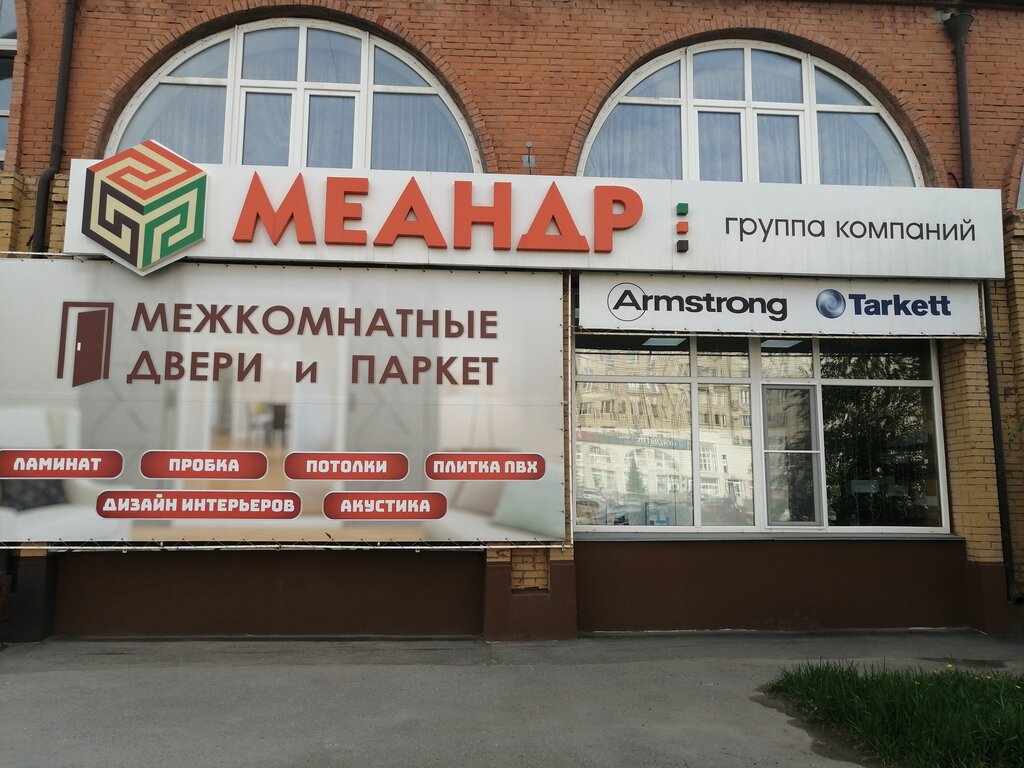 МЕАНДР
группа компаний
Armstrong
Tarkett
МЕЖКОМНАТНЫЕ
ДВЕРИ и ПАРКЕТ
ЛАМИНАТ
ПРОБКА
ПОТОЛКИ
ПЛИТКА ПВХ
ДИЗАЙН ИНТЕРЬЕРОВ
АКУСТИКА